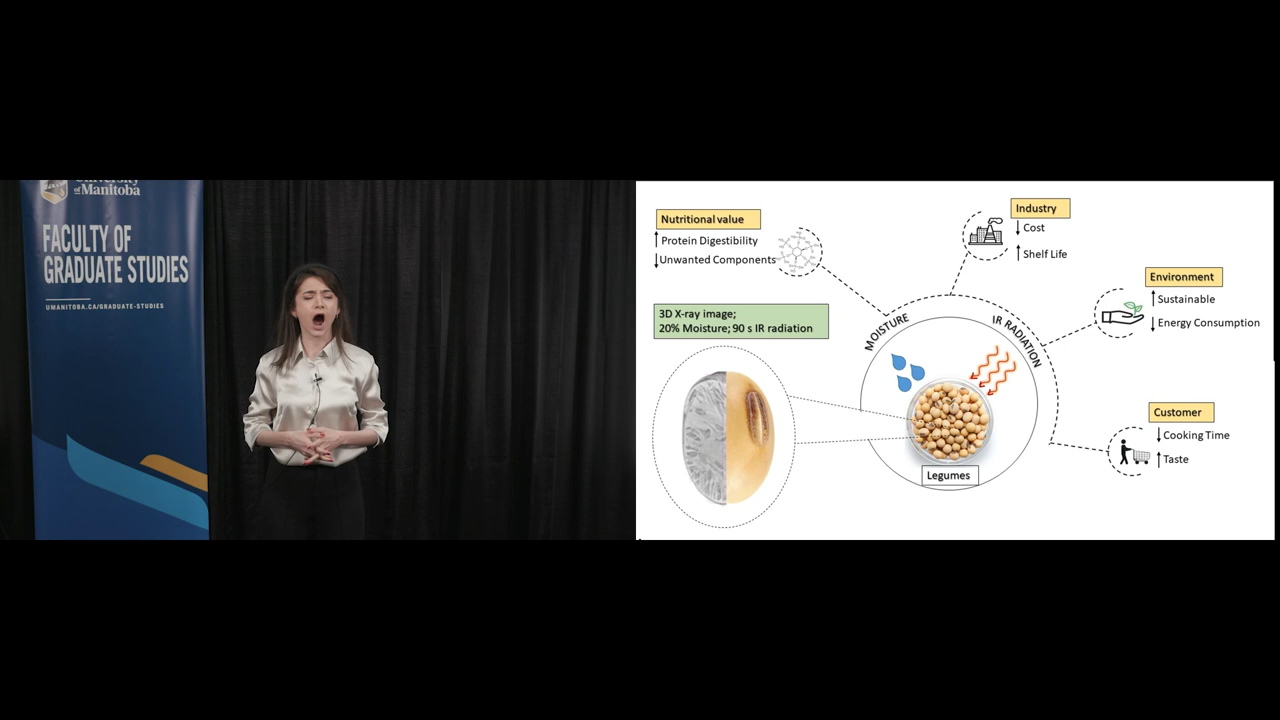 University
of Manitoba
FACULTY OF
GRADUATE STUDIES
UMANITOBA.CA/GRADUATE-STUDIES
Nutritional value
↑ Protein Digestibility
↓ Unwanted Components
3D X-ray image;
20% Moisture; 90 s IR radiation
MOISTURE
IR RADIATION
Legumes
Industry
↓ Cost
↑ Shelf Life
Environment
↑ Sustainable
↓ Energy Consumption
Customer
↓ Cooking Time
↑ Taste